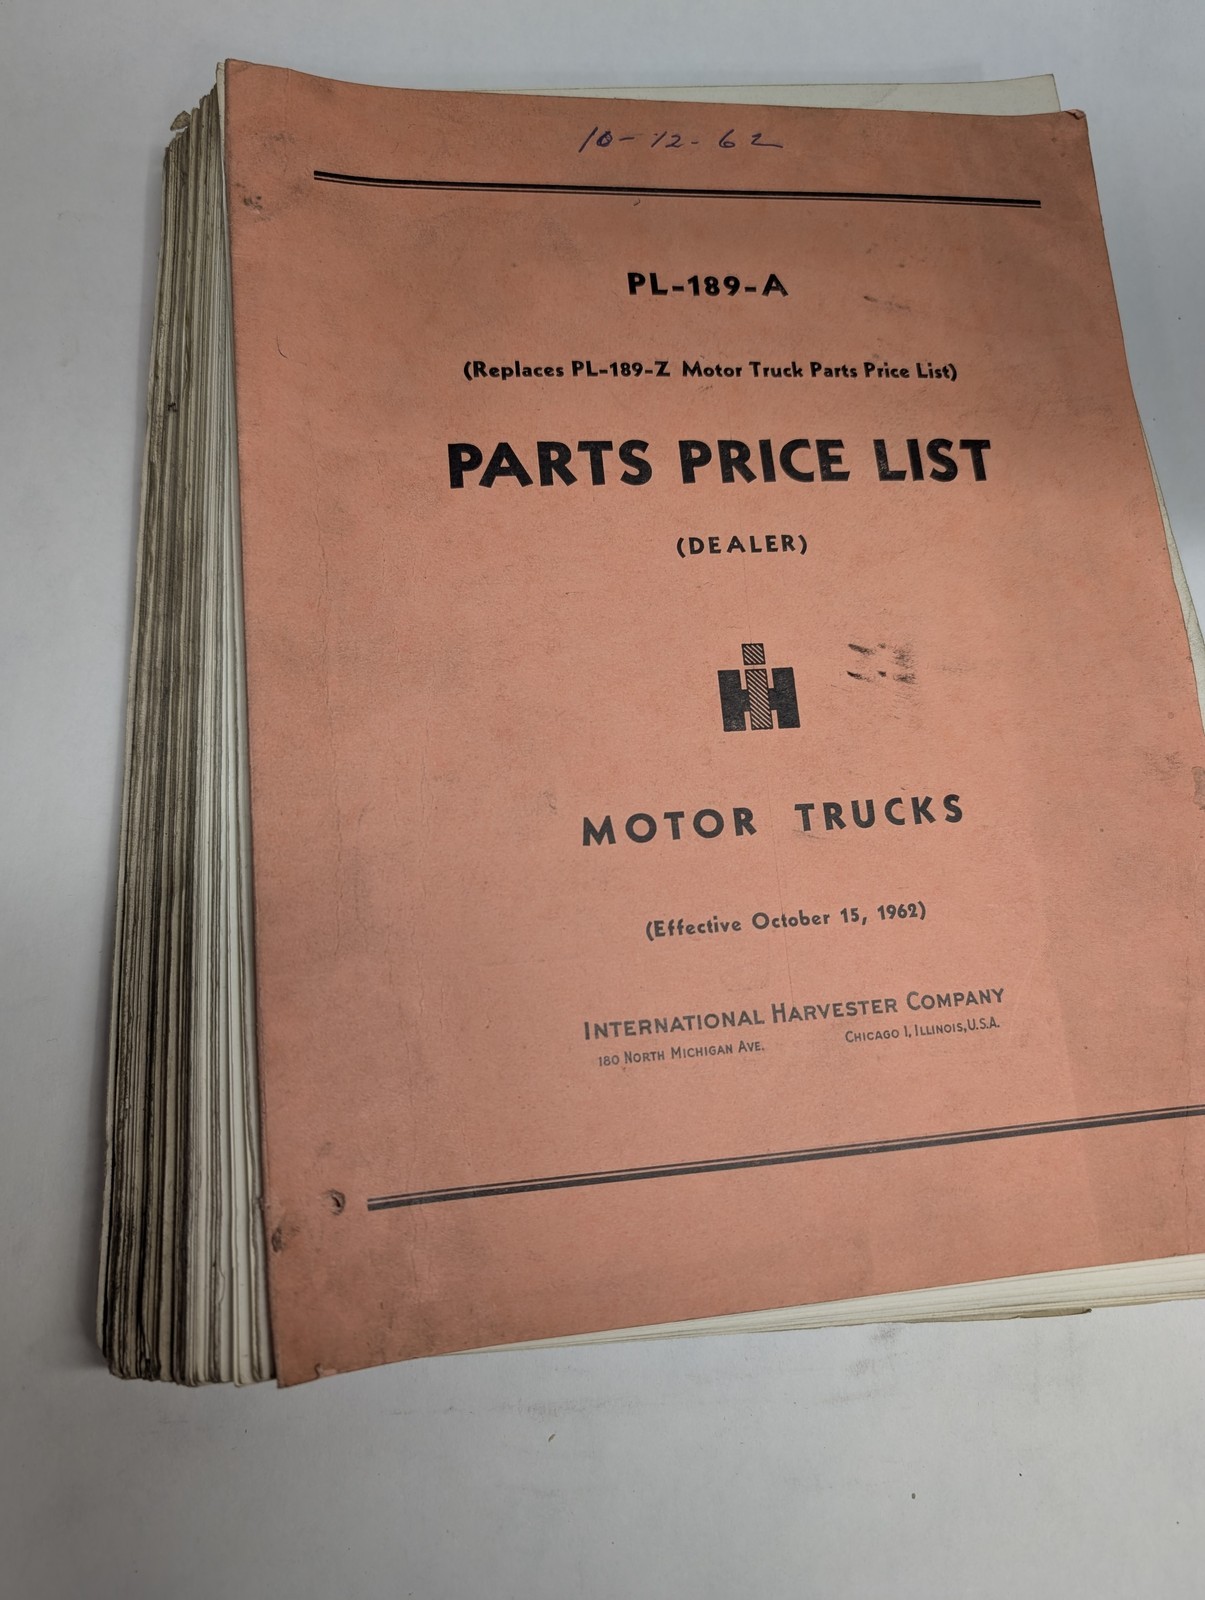 10-12-62
PL-189-A
(Replaces PL-189-Z Motor Truck Parts Price List)
PARTS PRICE LIST
(DEALER)
IH
MOTOR TRUCKS
(Effective October 15, 1962)
INTERNATIONAL HARVESTER COMPANY
180 NORTH MICHIGAN AVE. CHICAGO 1, ILLINOIS, U.S.A.